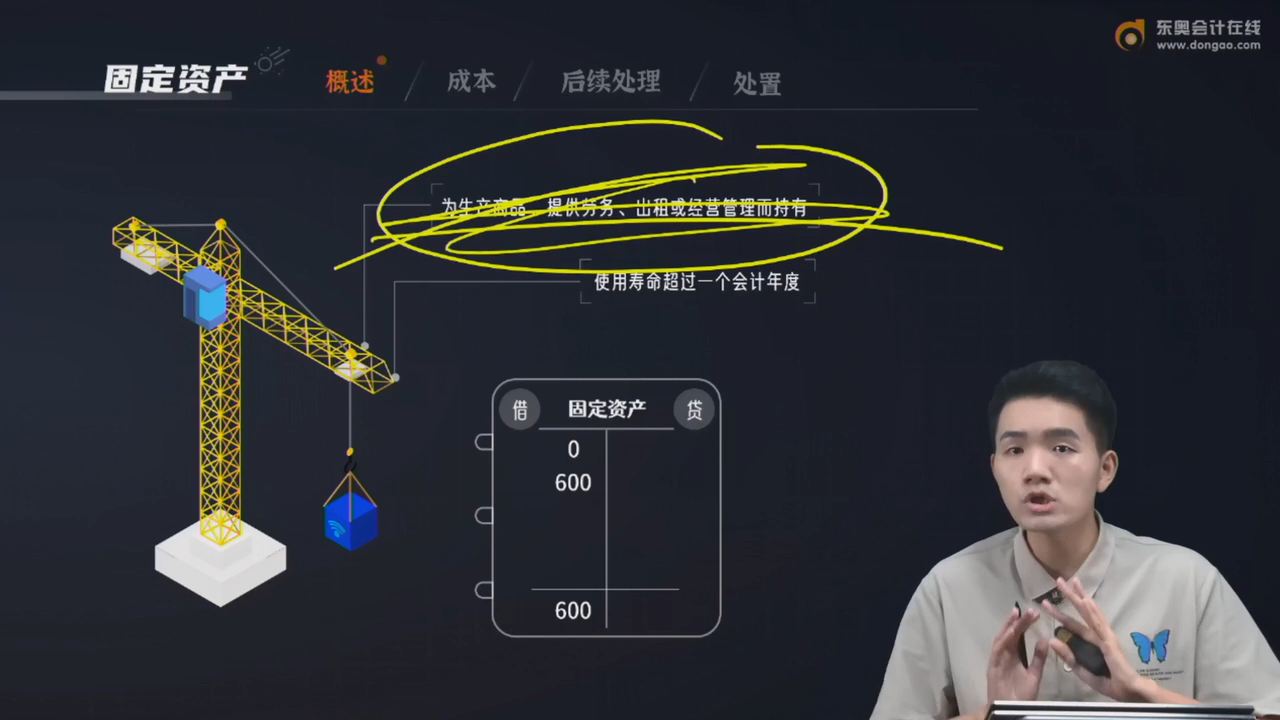 东奥会计在线
www.dongao.com
固定资产
概述
成本
后续处理
处置
为生产商品、提供劳务、出租或经营管理而持有
使用寿命超过一个会计年度
借
固定资产
贷
0
600
600